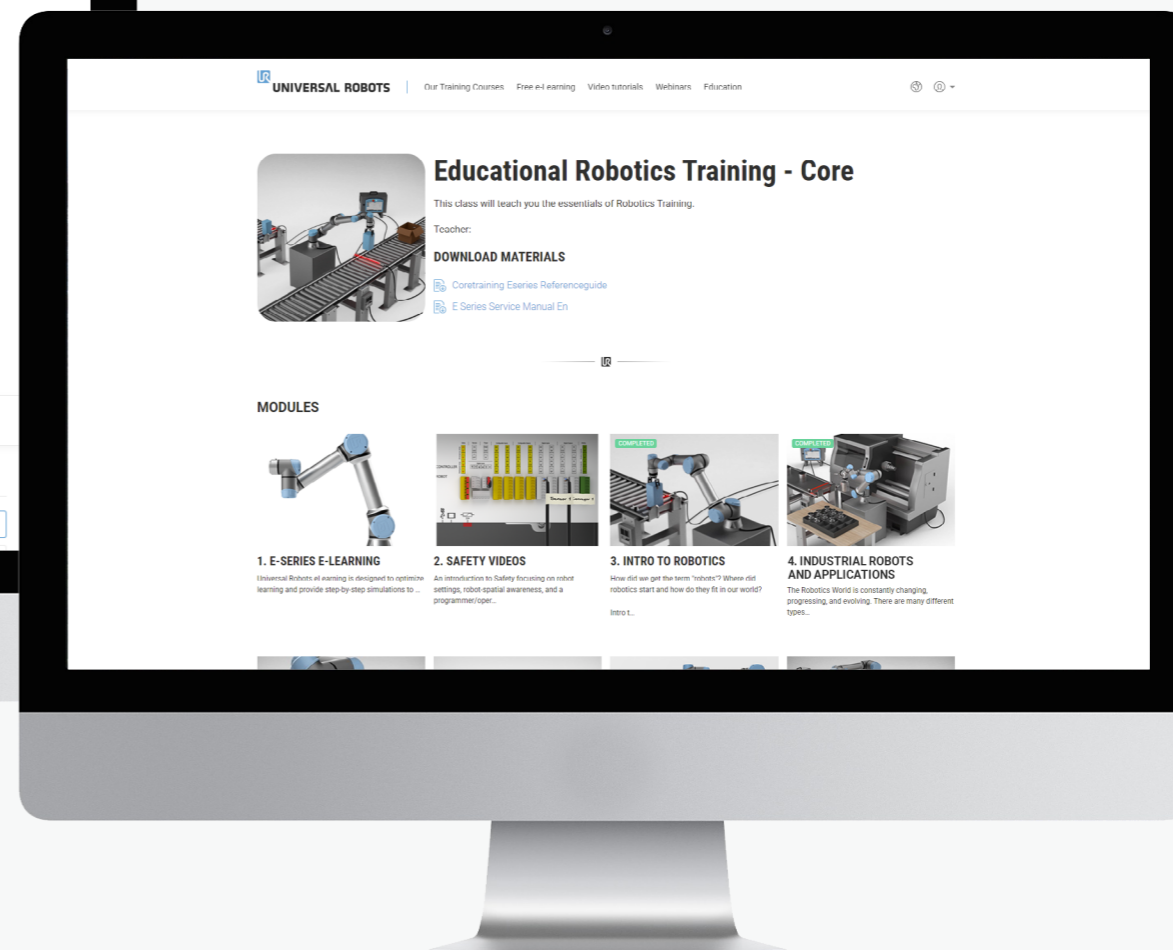 UNIVERSAL ROBOTS
Our Training Courses Free e-Learning Video tutorials Webinars Education
Educational Robotics Training - Core
This class will teach you the essentials of Robotics Training.
Teacher:
DOWNLOAD MATERIALS
Coretraining Eseries Referenceguide
E Series Service Manual En
MODULES
COMPLETED
COMPLETED
CONTROLLER
ROBOT
1. E-SERIES E-LEARNING
Universal Robots eLearning is designed to optimize
learning and provide step-by-step simulations to ...
2. SAFETY VIDEOS
An introduction to Safety focusing on robot
settings, robot-spatial awareness, and a
programmer/oper...
3. INTRO TO ROBOTICS
How did we get the term "robots"? Where did
robotics start and how do they fit in our world?
Intro t...
4. INDUSTRIAL ROBOTS
AND APPLICATIONS
The Robotics World is constantly changing,
progressing, and evolving. There are many different
types...